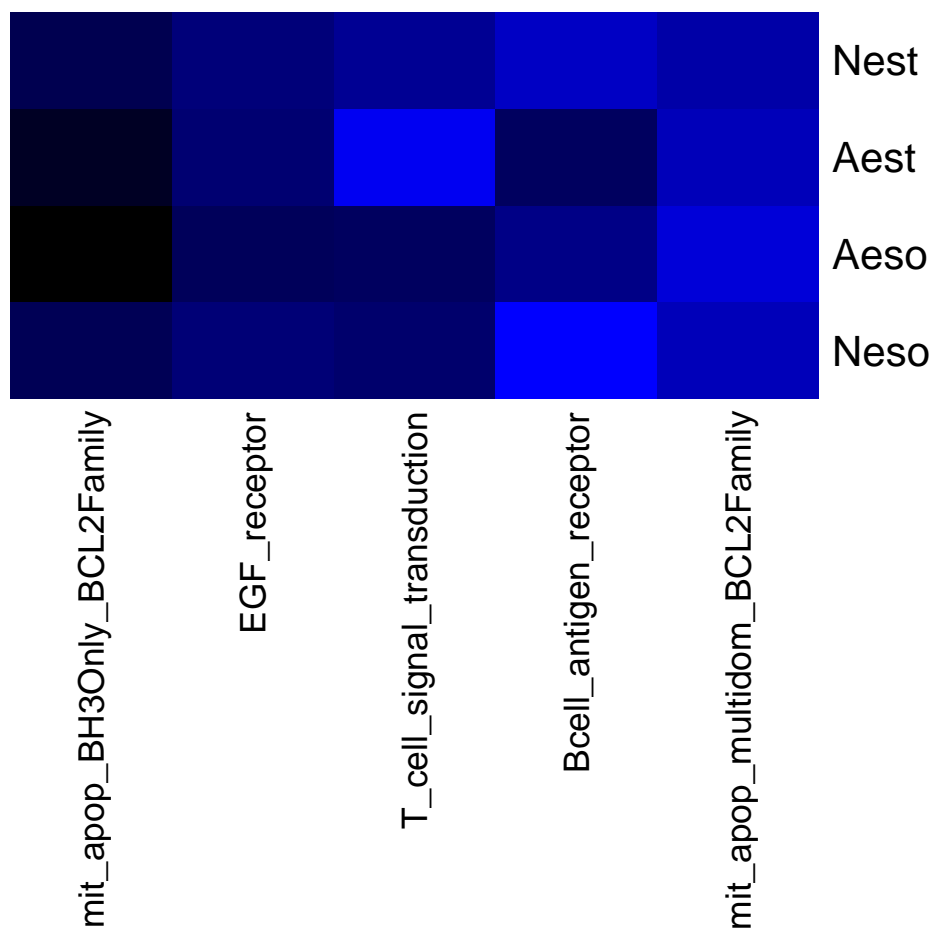 Nest
Aest
Aeso
Neso
mit_apop_BH3Only_BCL2Family
EGF_receptor
T_cell_signal_transduction
Bcell_antigen_receptor
mit_apop_multidom_BCL2Family